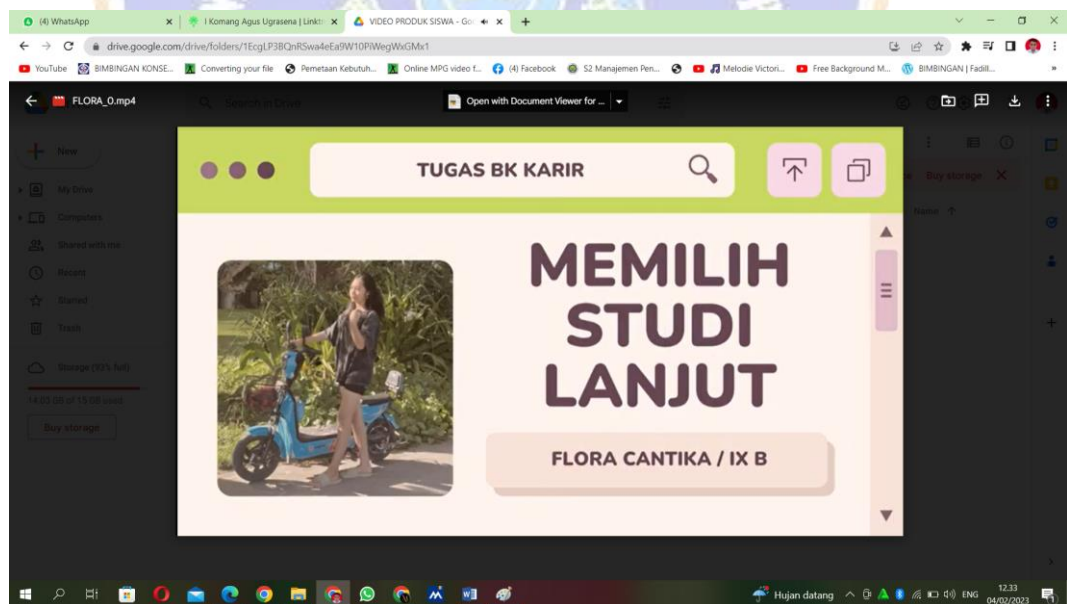 (4) WhatsApp
I Komang Agus Ugrasena | Linktr
VIDEO PRODUK SISWA - Goo
drive.google.com/drive/folders/1EcgLP3BQnRSwa4eEa9W10PiWegWxGMx1
YouTube
BIMBINGAN KONSE...
Converting your file
Pemetaan Kebutuh...
Online MPG video f...
(4) Facebook
S2 Manajemen Pen...
Melodie Victori...
Free Background M...
BIMBINGAN | Fadill...
FLORA_0.mp4
Search in Drive
Open with Document Viewer for ...
New
My Drive
Computers
Shared with me
Recent
Starred
Trash
Storage (93% full)
14.03 GB of 15 GB used
Buy storage
Buy storage
Name
TUGAS BK KARIR
MEMILIH
STUDI
LANJUT
FLORA CANTIKA / IX B
Hujan datang
ENG
12.33
04/02/2023